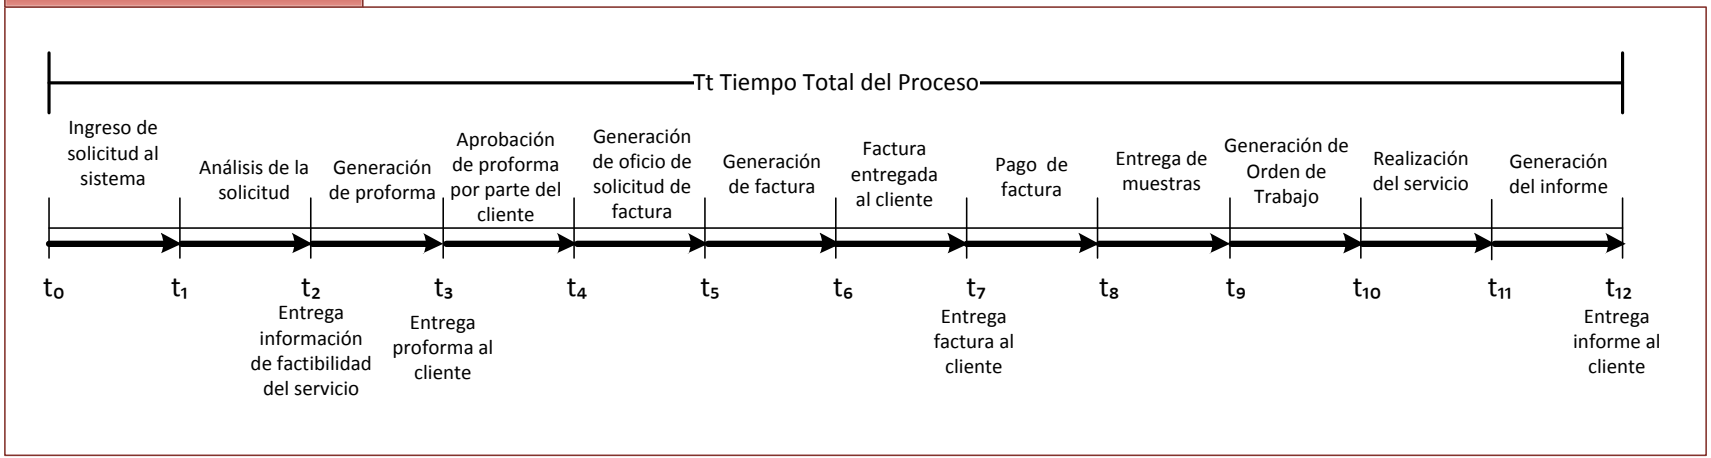 Tt Tiempo Total del Proceso
Ingreso de
solicitud al
sistema
Análisis de la
solicitud
Generación
de proforma
Aprobación
de proforma
por parte del
cliente
Generación
de oficio de
solicitud de
factura
Generación
de factura
Factura
entregada
al cliente
Pago de
factura
Entrega de
muestras
Generación de
Orden de
Trabajo
Realización
del servicio
Generación
del informe
t₀
t₁
t₂
t₃
t₄
t₅
t₆
t₇
t₈
t₉
t₁₀
t₁₁
t₁₂
Entrega
información
de factibilidad
del servicio
Entrega
proforma al
cliente
Entrega
factura al
cliente
Entrega
informe al
cliente